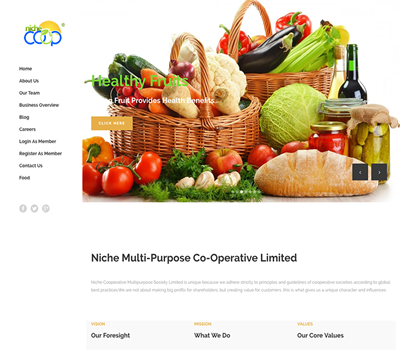 niche
COOP
Home
About Us
Our Team
Business Overview
Blog
Careers
Login As Member
Register As Member
Contact Us
Food
Healthy Fruits
Fruit Provides Health Benefits
CLICK HERE
Niche Multi-Purpose Co-Operative Limited
Niche Cooperative Multipurpose Society Limited is unique because we adhere strictly to principles and guidelines of cooperative societies according to global
best practices.We are not about making big profits for shareholders, but creating value for customers, this is what gives us a unique character and influences
VISION
MISSION
VALUES
Our Foresight
What We Do
Our Core Values